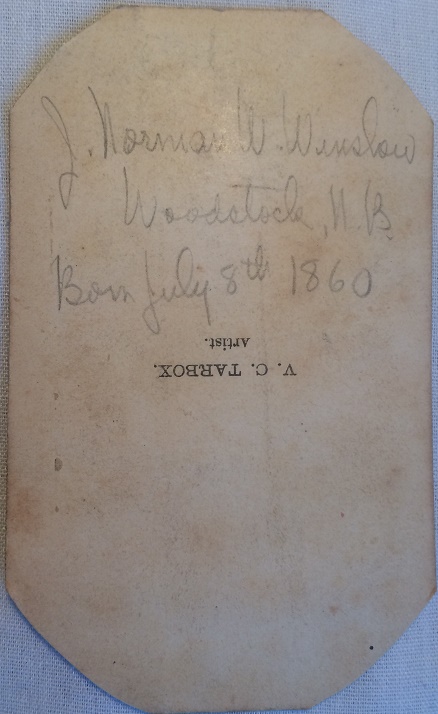 J. Norman W. Winslow
Woodstock, N.B.
Born July 8th 1860
V. C. TARBOX.
Artist.